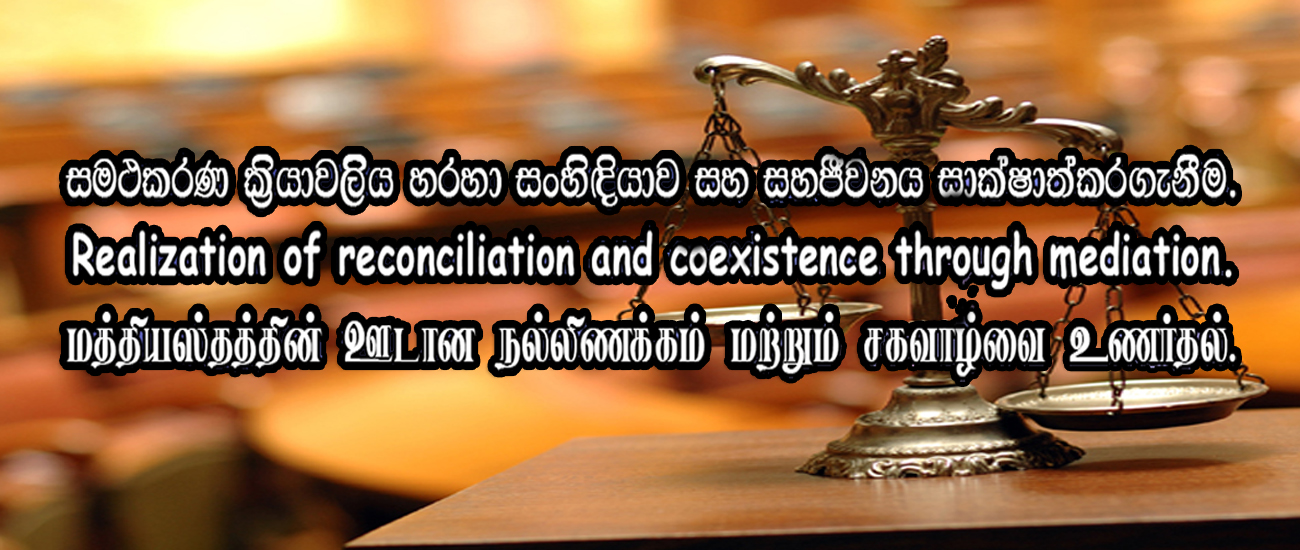 සමථකරණ ක්‍රියාවලිය හරහා සංහිඳියාව සහ සහජීවනය සාක්ෂාත්කරගැනීම.
Realization of reconciliation and coexistence through mediation.
மத்தியஸ்தத்தின் ஊடான நல்லிணக்கம் மற்றும் சகவாழ்வை உணர்தல்.